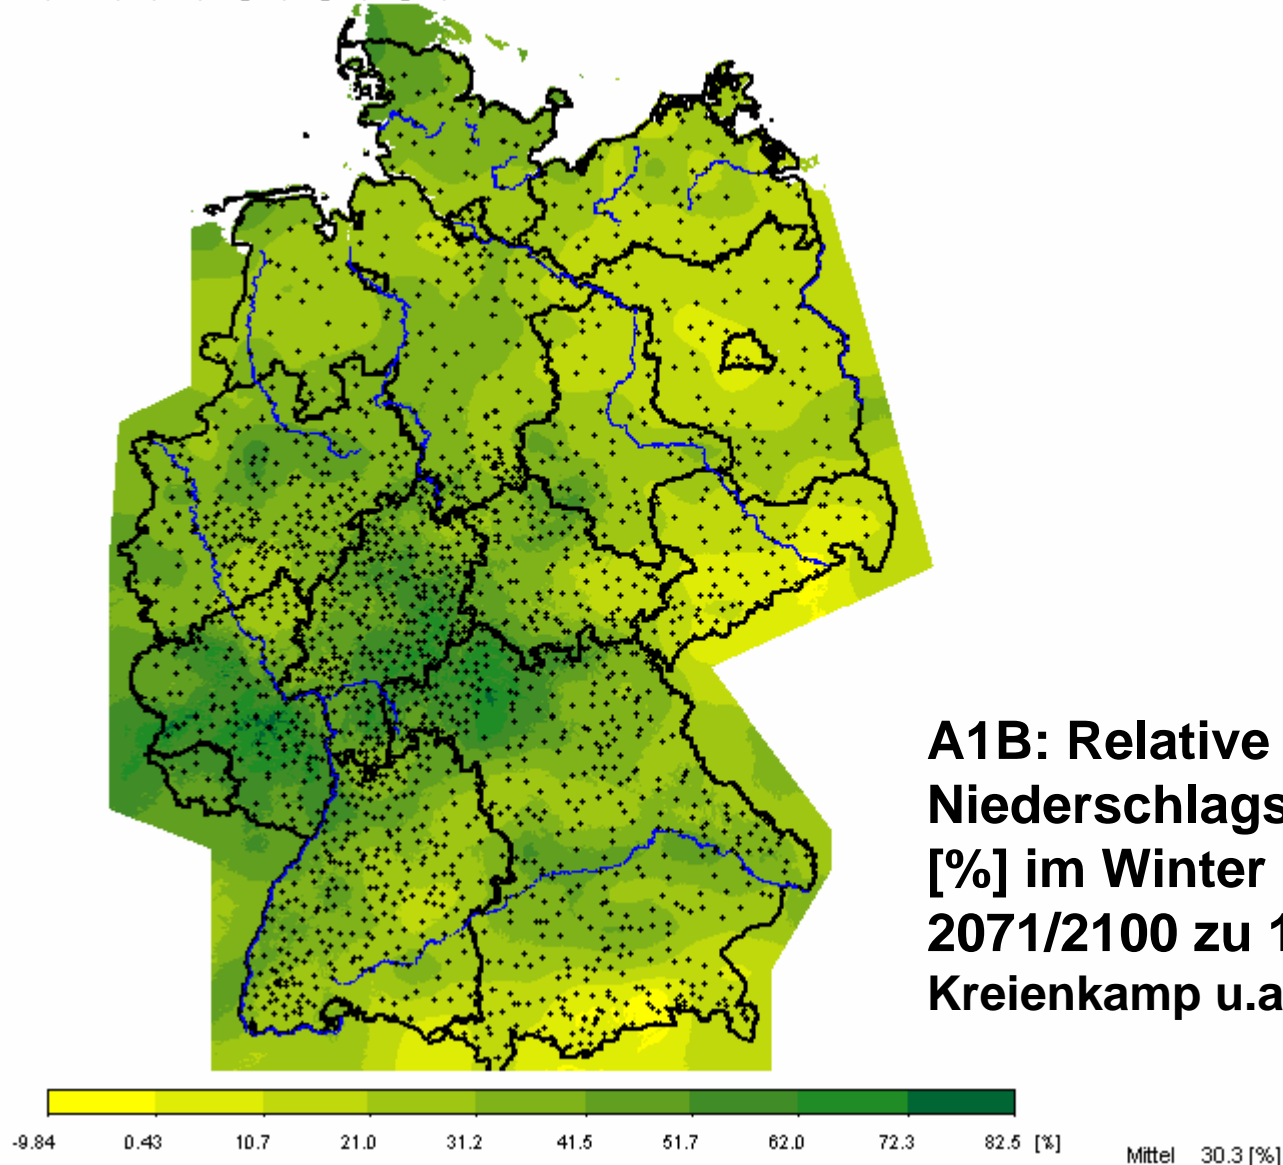 A1B: Relative
Niederschlags
[%] im Winter
2071/2100 zu 1
Kreienkamp u.a
-9.84 0.43 10.7 21.0 31.2 41.5 51.7 62.0 72.3 82.5 [%]
Mittel 30.3 [%]